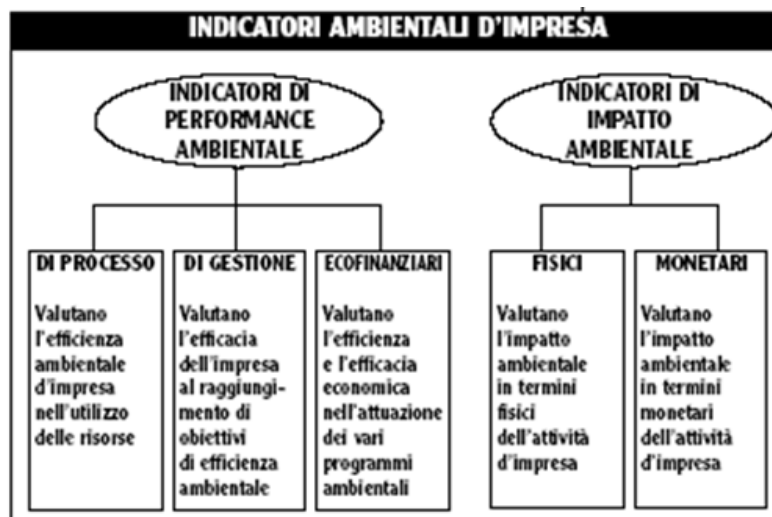 INDICATORI AMBIENTALI D'IMPRESA
INDICATORI DI
PERFORMANCE
AMBIENTALE
INDICATORI DI
IMPATTO
AMBIENTALE
DI PROCESSO
Valutano
l'efficienza
ambientale
d'impresa
nell'utilizzo
delle risorse
DI GESTIONE
Valutano
l'efficacia
dell'impresa
al raggiungi-
mento di
obiettivi
di efficienza
ambientale
ECOFINANZIARI
Valutano
l'efficienza
e l'efficacia
economica
nell'attuazione
dei vari
programmi
ambientali
FISICI
Valutano
l'impatto
ambientale
in termini
fisici
dell'attività
d'impresa
MONETARI
Valutano
l'impatto
ambientale
in termini
monetari
dell'attività
d'impresa